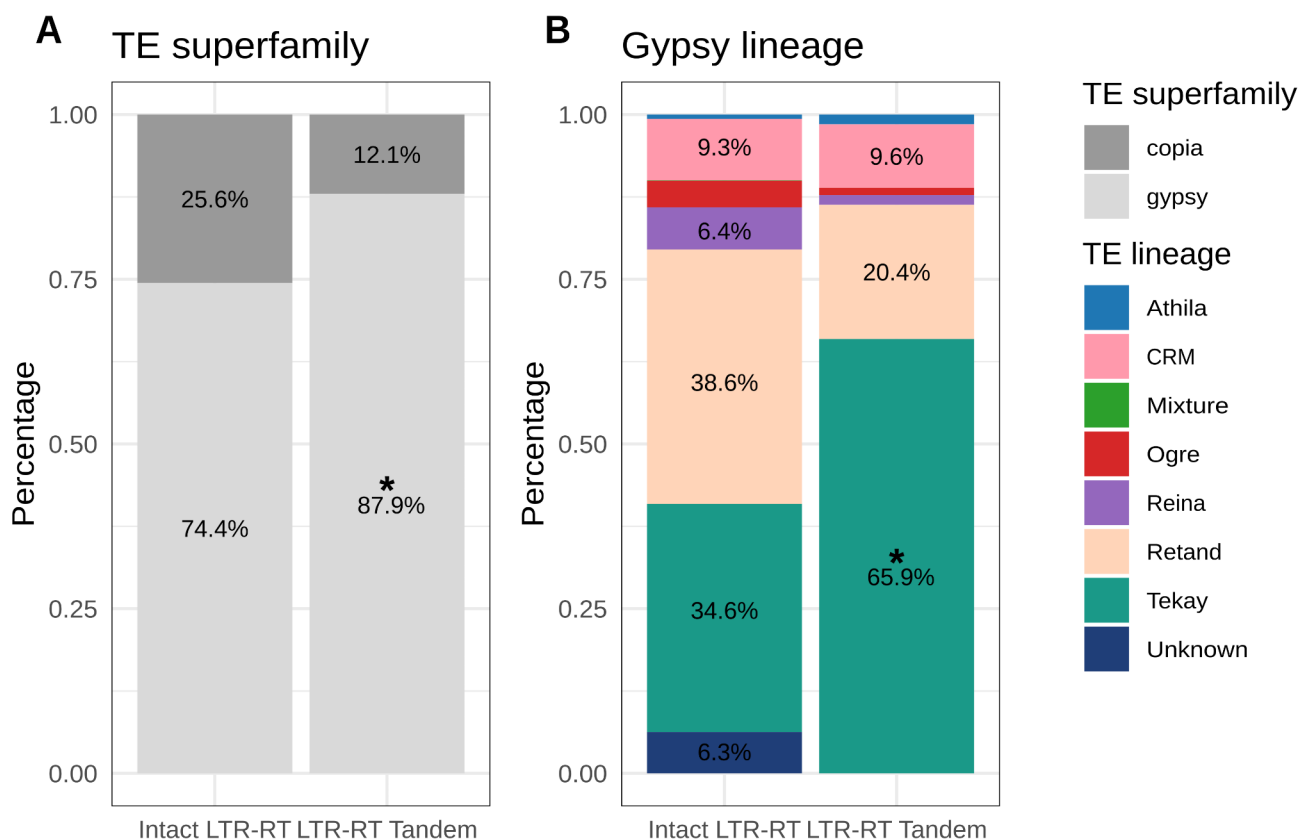 A
TE superfamily
Percentage
1.00
0.75
0.50
0.25
0.00
25.6%
74.4%
12.1%
*
87.9%
Intact LTR-RT
LTR-RT Tandem
B
Gypsy lineage
Percentage
1.00
0.75
0.50
0.25
0.00
9.3%
6.4%
38.6%
34.6%
6.3%
9.6%
20.4%
*
65.9%
Intact LTR-RT
LTR-RT Tandem
TE superfamily
copia
gypsy
TE lineage
Athila
CRM
Mixture
Ogre
Reina
Retand
Tekay
Unknown